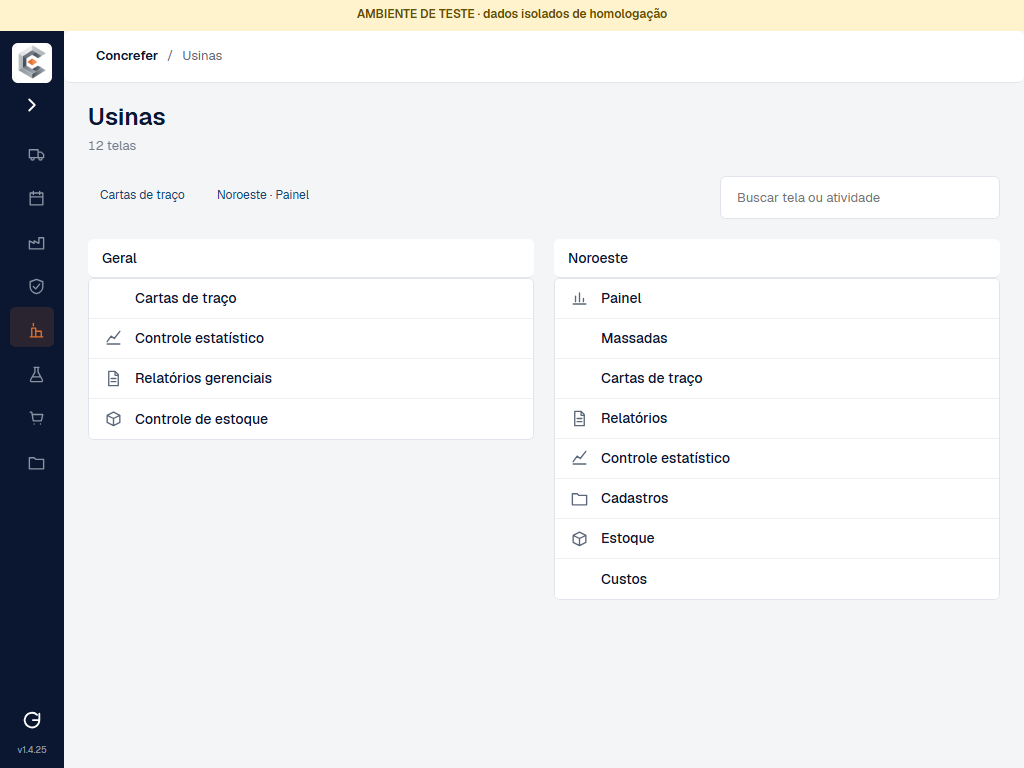 AMBIENTE DE TESTE · dados isolados de homologação
Concrefer / Usinas
Usinas
12 telas
Cartas de traço
Noroeste · Painel
Buscar tela ou atividade
Geral
Cartas de traço
Controle estatístico
Relatórios gerenciais
Controle de estoque
Noroeste
Painel
Massadas
Cartas de traço
Relatórios
Controle estatístico
Cadastros
Estoque
Custos
v1.4.25